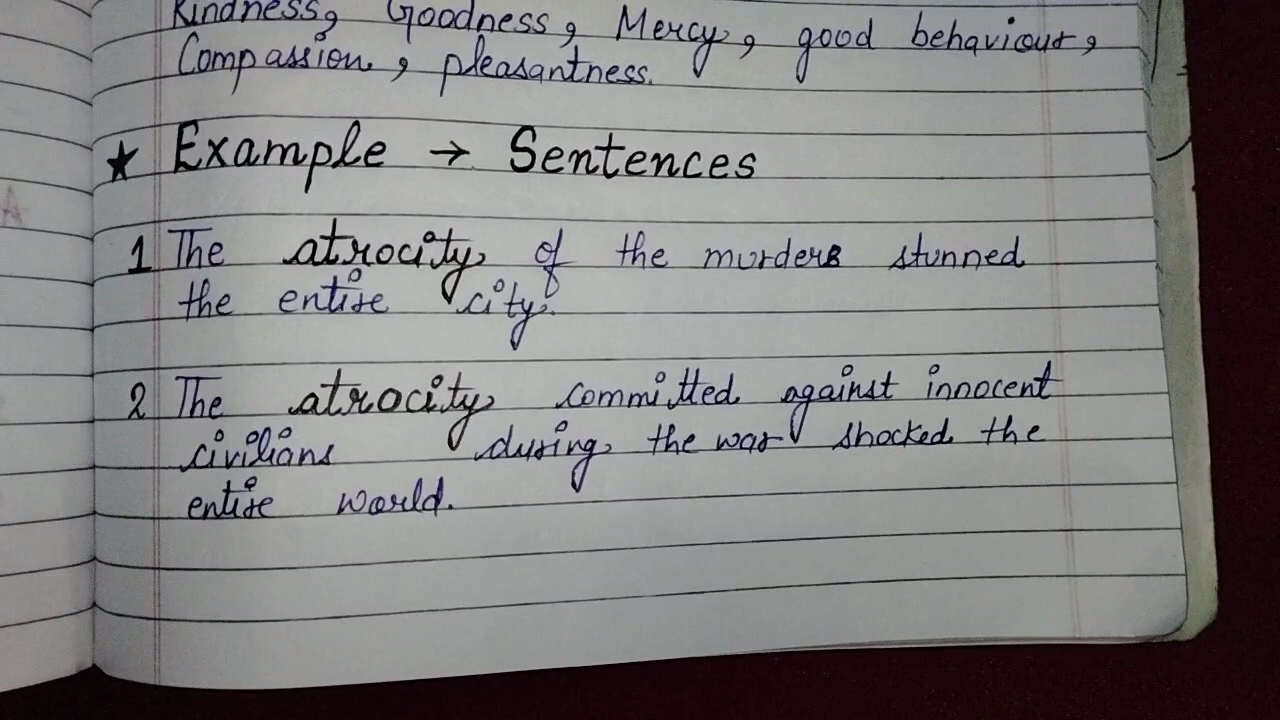 Kindness, Goodness, Mercy, good behaviour,
Compassion, pleasantness.
★ Example → Sentences
1 The atrocity of the murders stunned
the entire city.
2 The atrocity committed against innocent
civilians during the war shocked the
entire world.
A